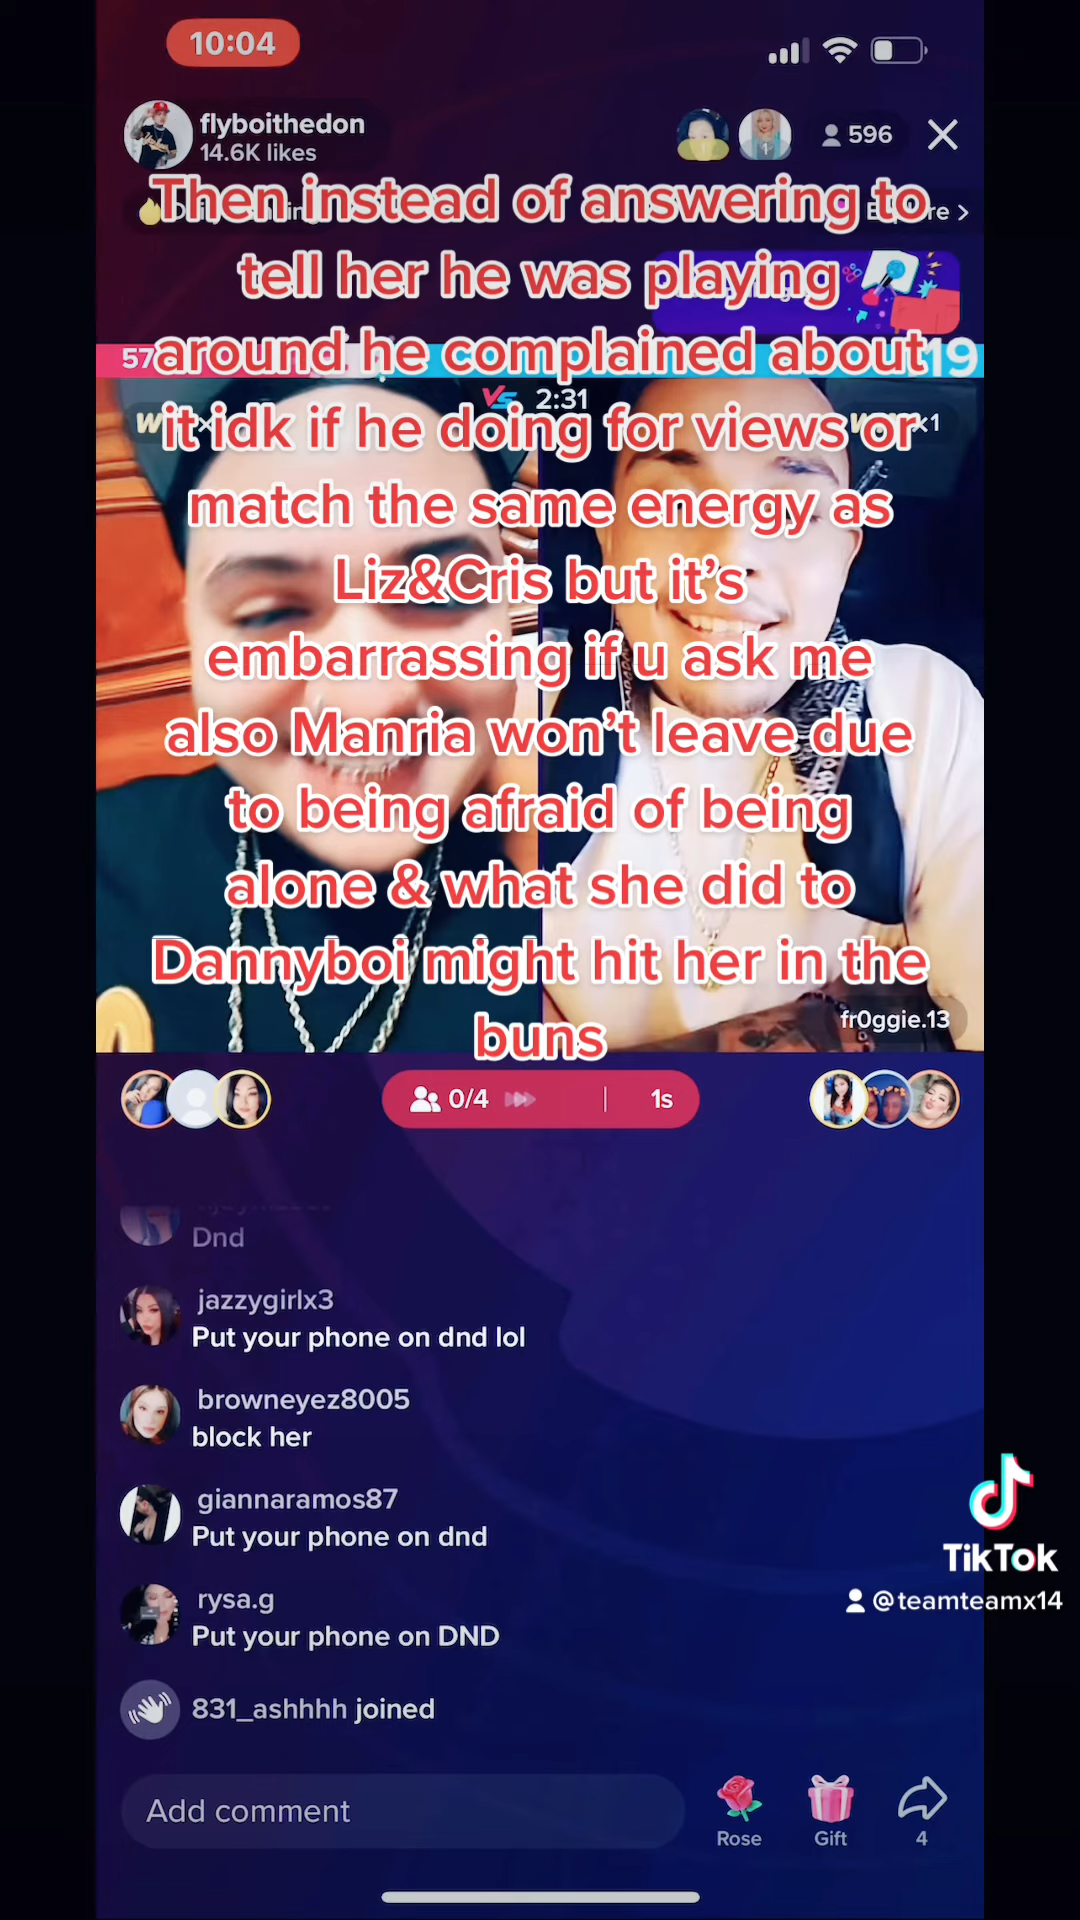 10:04
flyboithedon
14.6K likes
596
Then instead of answering to
tell her he was playing
around he complained about
it idk if he doing for views or
match the same energy as
Liz&Cris but it's
embarrassing if u ask me
also Manria won't leave due
to being afraid of being
alone & what she did to
Dannyboi might hit her in the
buns
VS 2:31
x1
fr0ggie.13
0/4
1s
Dnd
jazzygirlx3
Put your phone on dnd lol
browneyez8005
block her
giannaramos87
Put your phone on dnd
rysa.g
Put your phone on DND
831_ashhhh joined
TikTok
@teamteamx14
Add comment
Rose
Gift
4